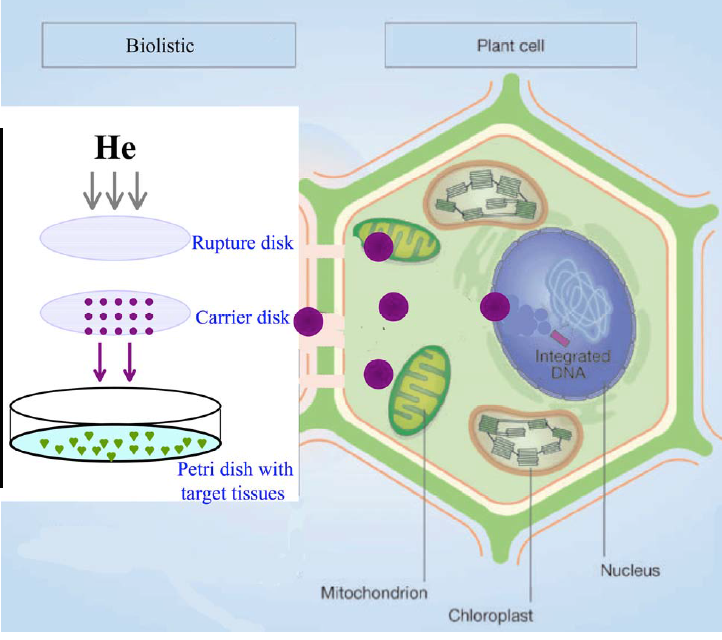 Biolistic
Plant cell
He
Rupture disk
Carrier disk
Integrated
DNA
Petri dish with
target tissues
Nucleus
Mitochondrion
Chloroplast